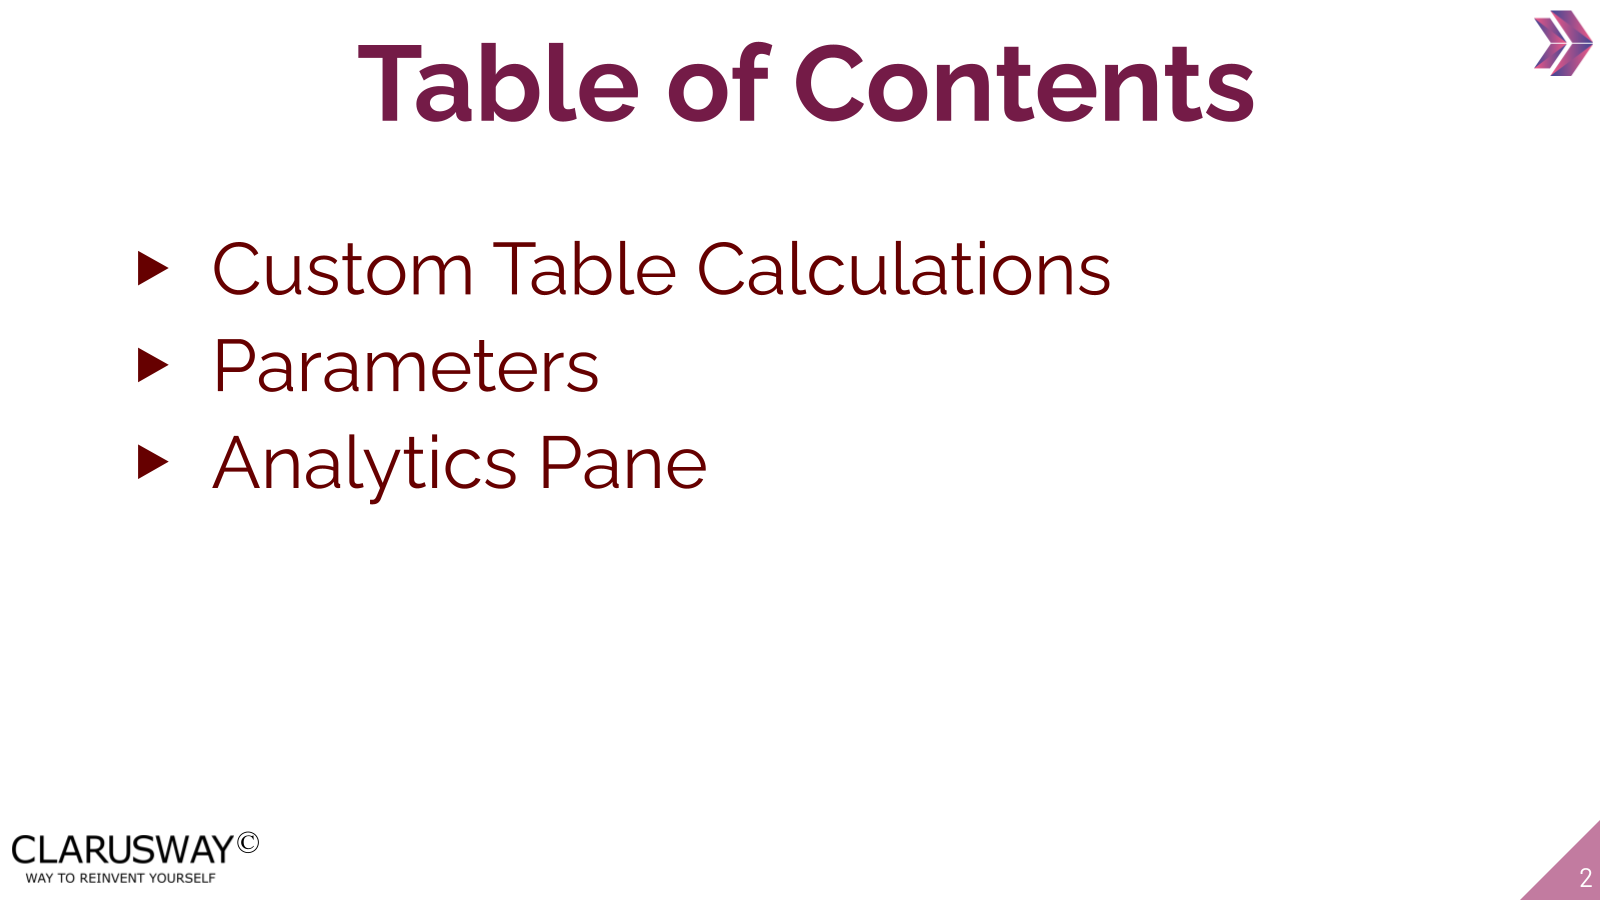 Table of Contents
▶ Custom Table Calculations
▶ Parameters
▶ Analytics Pane
CLARUSWAY©
WAY TO REINVENT YOURSELF
2